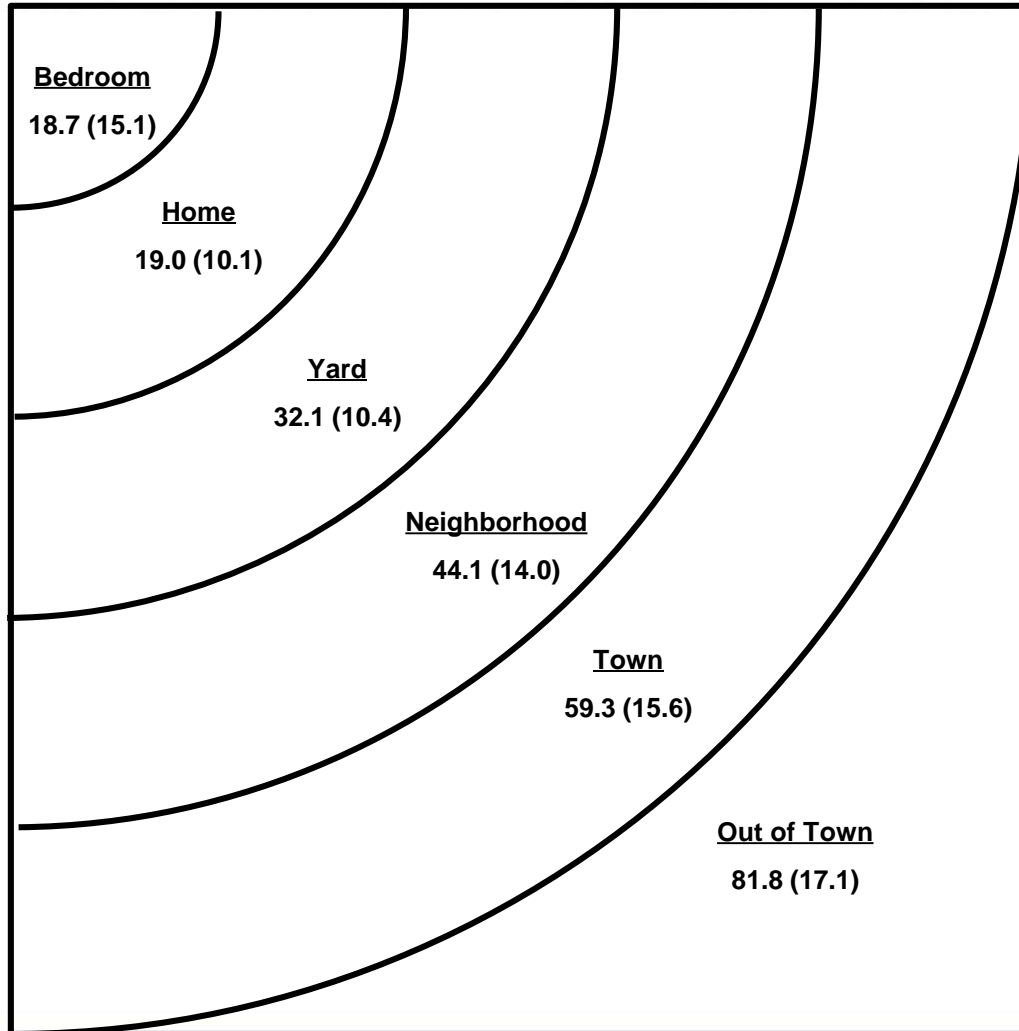 Bedroom
18.7 (15.1)
Home
19.0 (10.1)
Yard
32.1 (10.4)
Neighborhood
44.1 (14.0)
Town
59.3 (15.6)
Out of Town
81.8 (17.1)